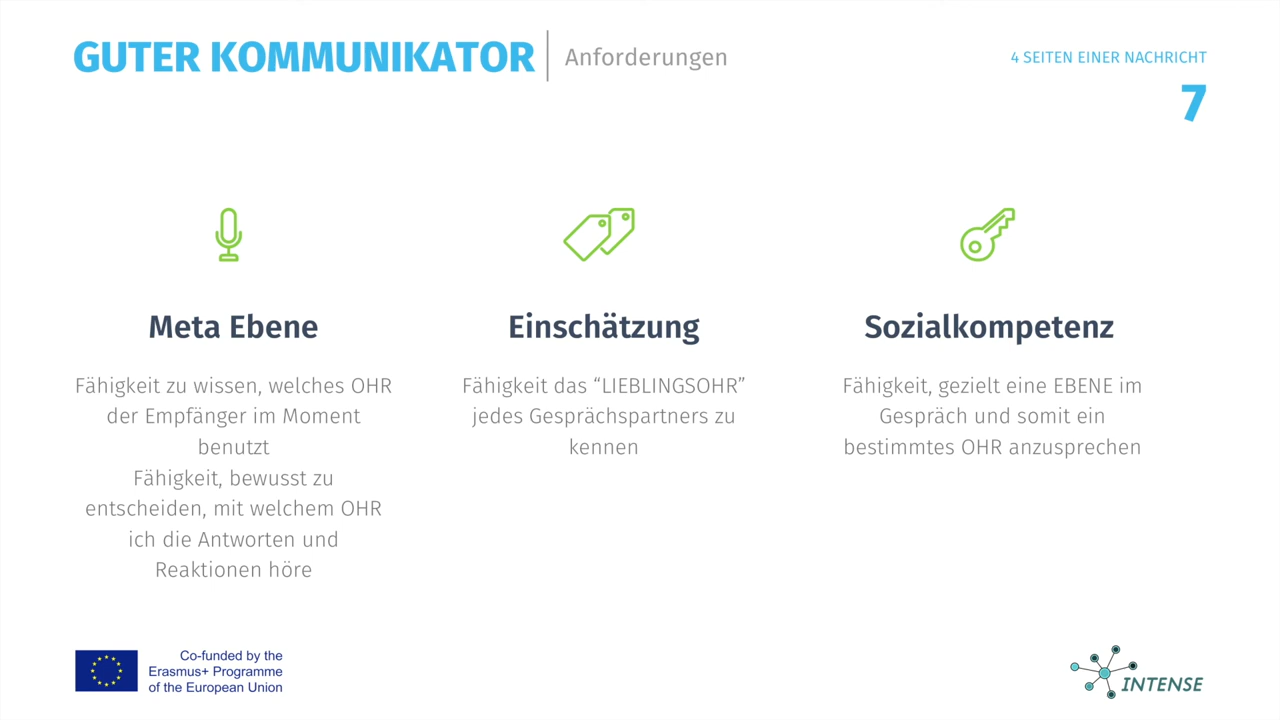 GUTER KOMMUNIKATOR
Anforderungen
4 SEITEN EINER NACHRICHT
7
Meta Ebene
Fähigkeit zu wissen, welches OHR
der Empfänger im Moment
benutzt
Fähigkeit, bewusst zu
entscheiden, mit welchem OHR
ich die Antworten und
Reaktionen höre
Einschätzung
Fähigkeit das “LIEBLINGSOHR”
jedes Gesprächspartners zu
kennen
Sozialkompetenz
Fähigkeit, gezielt eine EBENE im
Gespräch und somit ein
bestimmtes OHR anzusprechen
Co-funded by the
Erasmus+ Programme
of the European Union
INTENSE